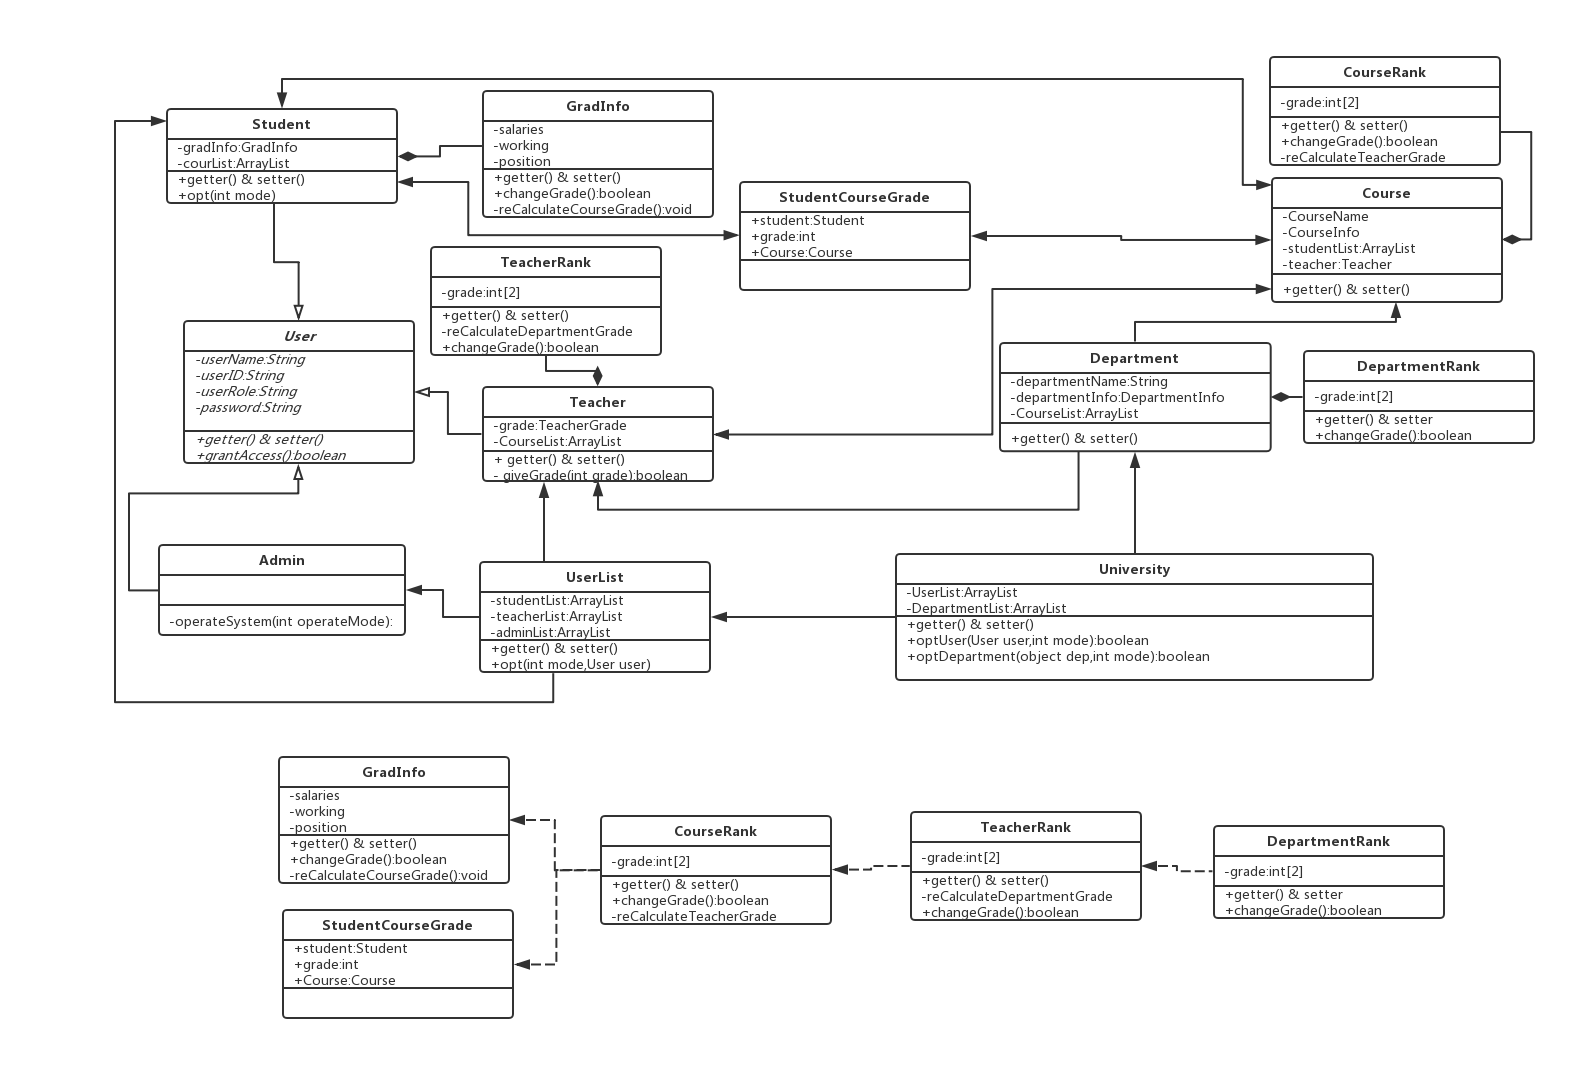 CourseRank
-grade:int[2]
+getter() & setter()
+changeGrade():boolean
-reCalculateTeacherGrade
Student
-gradInfo:GradInfo
-courList:ArrayList
+getter() & setter()
+opt(int mode)
GradInfo
-salaries
-working
-position
+getter() & setter()
+changeGrade():boolean
-reCalculateCourseGrade():void
StudentCourseGrade
+student:Student
+grade:int
+Course:Course
Course
-CourseName
-CourseInfo
-studentList:ArrayList
-teacher:Teacher
+getter() & setter()
TeacherRank
-grade:int[2]
+getter() & setter()
-reCalculateDepartmentGrade
+changeGrade():boolean
User
-userName:String
-userID:String
-userRole:String
-password:String
+getter() & setter()
+grantAccess():boolean
Teacher
-grade:TeacherGrade
-CourseList:ArrayList
+ getter() & setter()
- giveGrade(int grade):boolean
Department
-departmentName:String
-departmentInfo:DepartmentInfo
-CourseList:ArrayList
+getter() & setter()
DepartmentRank
-grade:int[2]
+getter() & setter
+changeGrade():boolean
Admin
-operateSystem(int operateMode):
UserList
-studentList:ArrayList
-teacherList:ArrayList
-adminList:ArrayList
+getter() & setter()
+opt(int mode,User user)
University
-UserList:ArrayList
-DepartmentList:ArrayList
+getter() & setter()
+optUser(User user,int mode):boolean
+optDepartment(object dep,int mode):boolean
GradInfo
-salaries
-working
-position
+getter() & setter()
+changeGrade():boolean
-reCalculateCourseGrade():void
CourseRank
-grade:int[2]
+getter() & setter()
+changeGrade():boolean
-reCalculateTeacherGrade
TeacherRank
-grade:int[2]
+getter() & setter()
-reCalculateDepartmentGrade
+changeGrade():boolean
DepartmentRank
-grade:int[2]
+getter() & setter
+changeGrade():boolean
StudentCourseGrade
+student:Student
+grade:int
+Course:Course